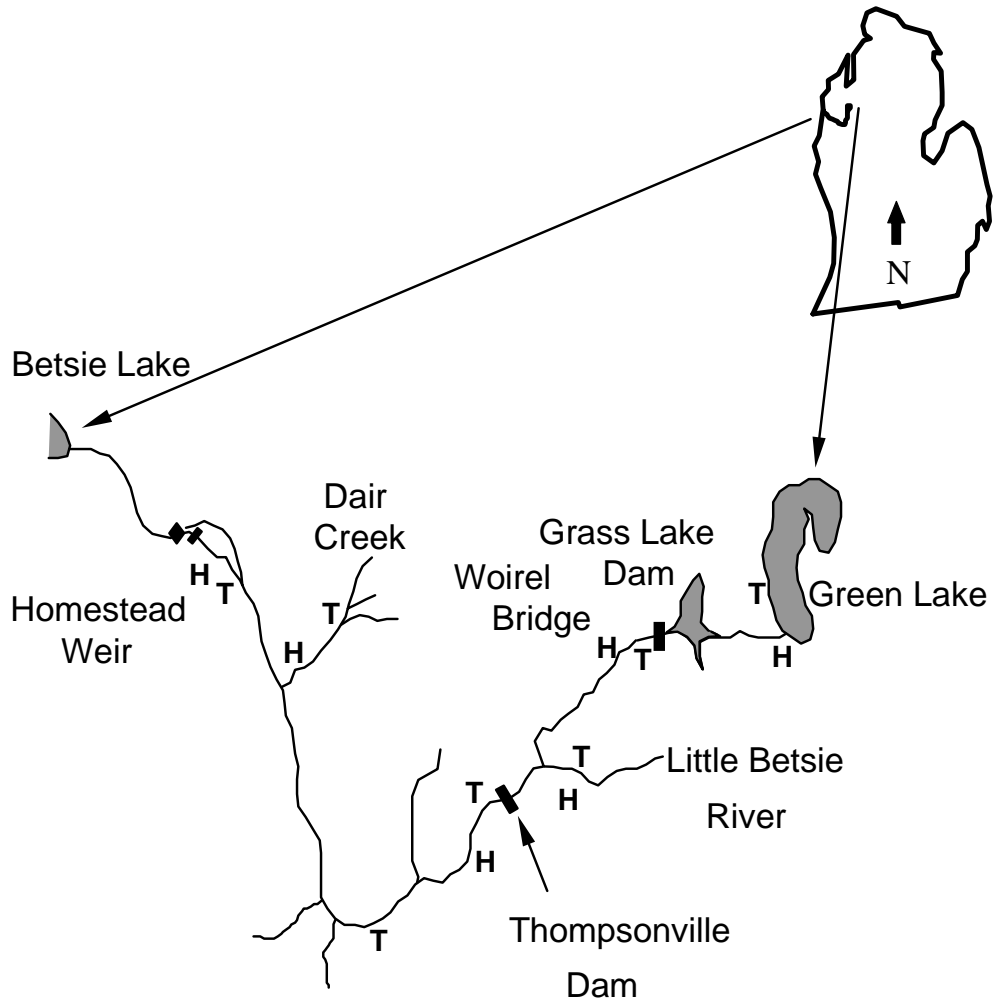 N
Betsie Lake
Dair
Creek
Grass Lake
Dam
Woirel
Bridge
T
Green Lake
H
T
Homestead
Weir
T
H
H
T
H
T
Little Betsie
River
T
H
H
T
Thompsonville
Dam